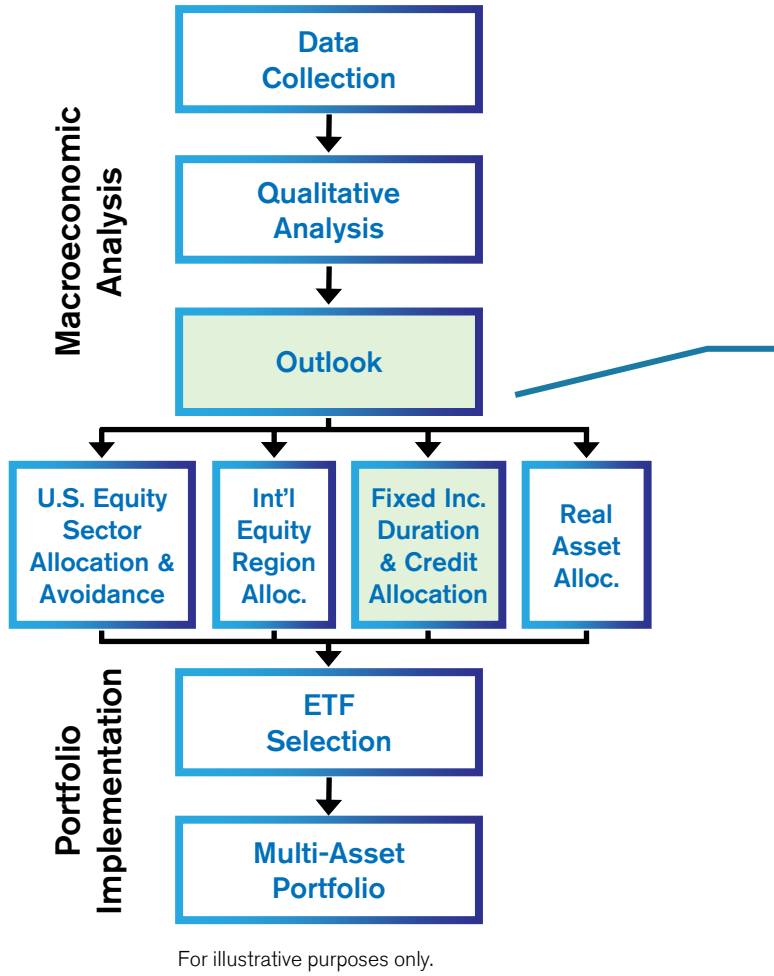 Data
Collection
Macroeconomic
Analysis
Qualitative
Analysis
Outlook
U.S. Equity
Sector
Allocation &
Avoidance
Int'l
Equity
Region
Alloc.
Fixed Inc.
Duration
& Credit
Allocation
Real
Asset
Alloc.
Portfolio
Implementation
ETF
Selection
Multi-Asset
Portfolio
For illustrative purposes only.